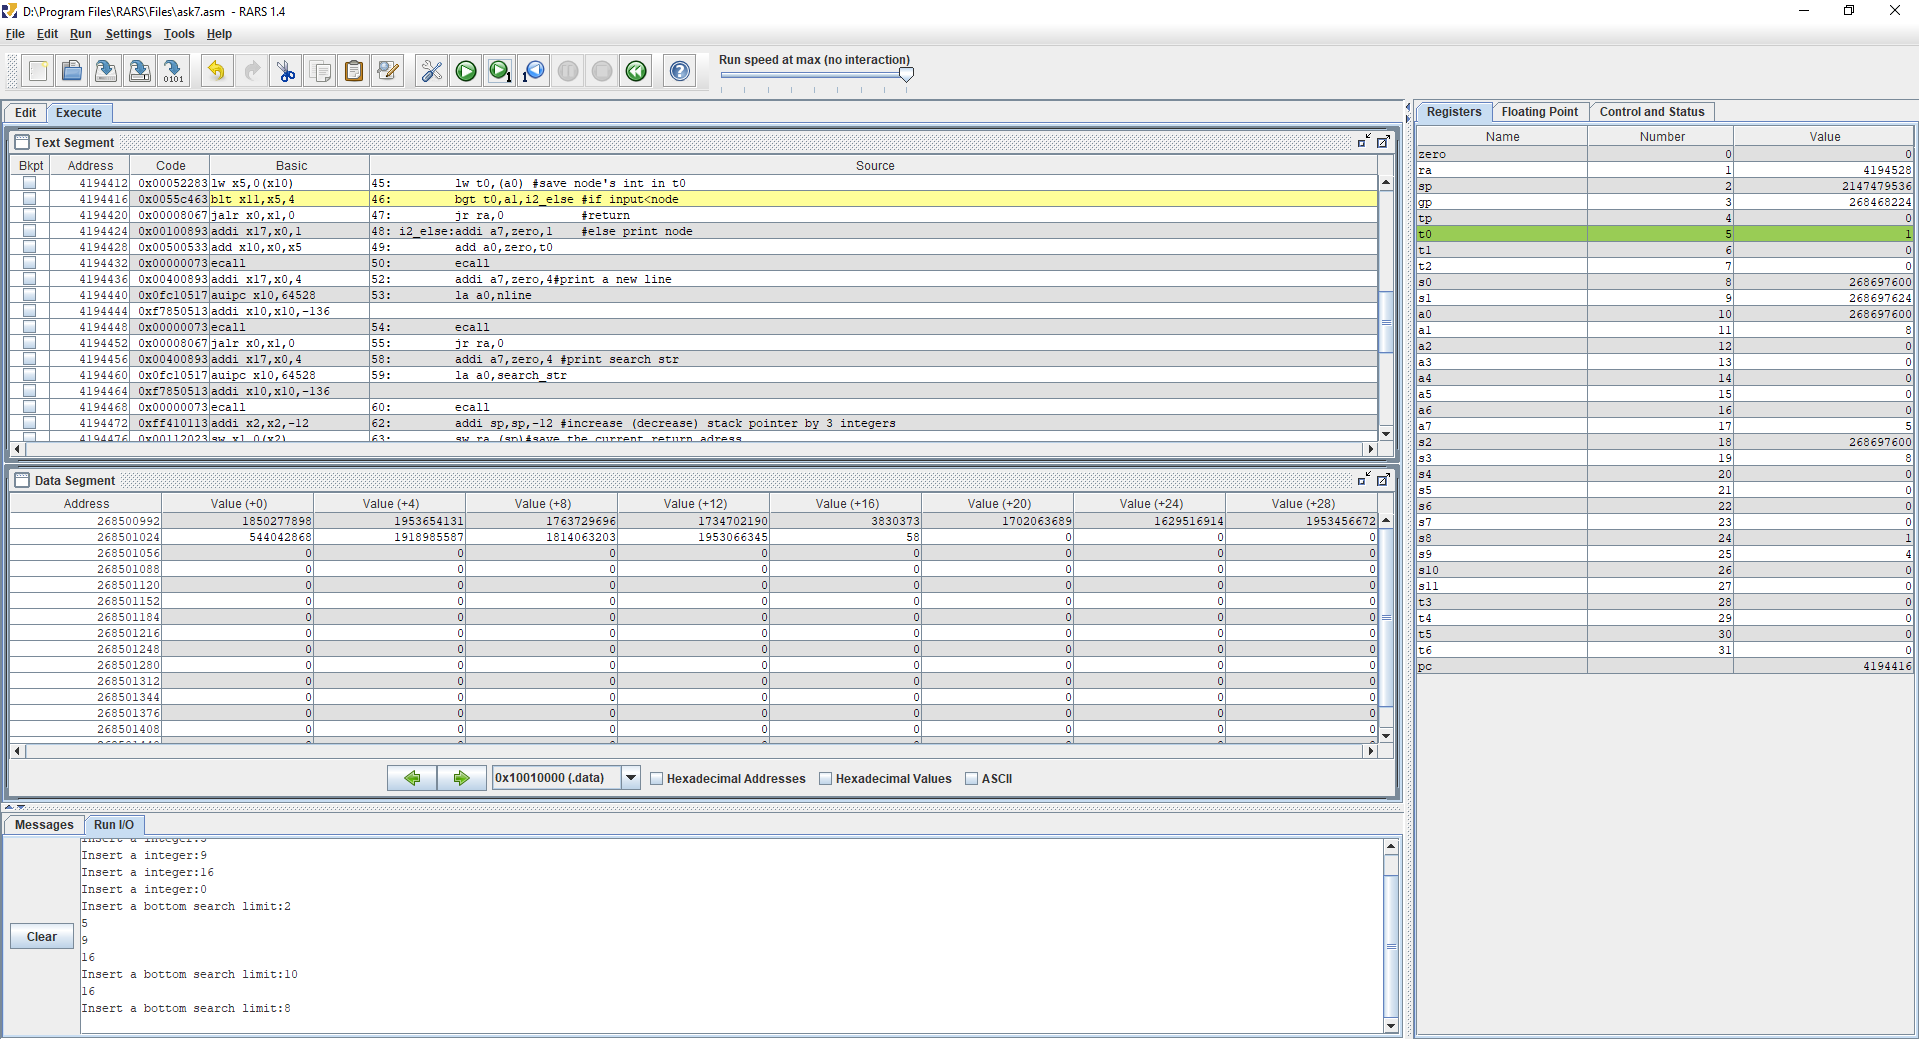 D:\Program Files\RARS\Files\ask7.asm - RARS 1.4
File Edit Run Settings Tools Help
Run speed at max (no interaction)
Edit Execute
Text Segment
Bkpt Address Code Basic Source
4194412 0x00052283 lw x5,0(x10) 45: lw t0,(a0) #save node's int in t0
4194416 0x0055c463 blt x11,x5,4 46: bgt t0,a1,i2_else #if input<node
4194420 0x00008067 jalr x0,x1,0 47: jr ra,0 #return
4194424 0x00100893 addi x17,x0,1 48: i2_else:addi a7,zero,1 #else print node
4194428 0x00500533 add x10,x0,x5 49: add a0,zero,t0
4194432 0x00000073 ecall 50: ecall
4194436 0x00400893 addi x17,x0,4 52: addi a7,zero,4#print a new line
4194440 0x0fc10517 auipc x10,64528 53: la a0,nline
4194444 0xf7850513 addi x10,x10,-136
4194448 0x00000073 ecall 54: ecall
4194452 0x00008067 jalr x0,x1,0 55: jr ra,0
4194456 0x00400893 addi x17,x0,4 58: addi a7,zero,4 #print search str
4194460 0x0fc10517 auipc x10,64528 59: la a0,search_str
4194464 0xf7850513 addi x10,x10,-136
4194468 0x00000073 ecall 60: ecall
4194472 0xff410113 addi x2,x2,-12 62: addi sp,sp,-12 #increase (decrease) stack pointer by 3 integers
4194476 0x00112023 sw x1,0(x2) 63: sw ra,(sp)#save the current return adress
Data Segment
Address Value (+0) Value (+4) Value (+8) Value (+12) Value (+16) Value (+20) Value (+24) Value (+28)
268500992 1850277898 1953654131 1763729696 1734702190 3830373 1702063689 1629516914 1953456672
268501024 544042868 1918985587 1814063203 1953066345 58 0 0 0
268501056 0 0 0 0 0 0 0 0
268501088 0 0 0 0 0 0 0 0
268501120 0 0 0 0 0 0 0 0
268501152 0 0 0 0 0 0 0 0
268501184 0 0 0 0 0 0 0 0
268501216 0 0 0 0 0 0 0 0
268501248 0 0 0 0 0 0 0 0
268501280 0 0 0 0 0 0 0 0
268501312 0 0 0 0 0 0 0 0
268501344 0 0 0 0 0 0 0 0
268501376 0 0 0 0 0 0 0 0
268501408 0 0 0 0 0 0 0 0
0x10010000 (.data) Hexadecimal Addresses Hexadecimal Values ASCII
Messages Run I/O
Clear
Insert a integer:9
Insert a integer:16
Insert a integer:0
Insert a bottom search limit:2
5
9
16
Insert a bottom search limit:10
16
Insert a bottom search limit:8
Registers Floating Point Control and Status
Name Number Value
zero 0 0
ra 1 4194528
sp 2 2147479536
gp 3 268468224
tp 4 0
t0 5 1
t1 6 0
t2 7 0
s0 8 268697600
s1 9 268697624
a0 10 268697600
a1 11 8
a2 12 0
a3 13 0
a4 14 0
a5 15 0
a6 16 0
a7 17 5
s2 18 268697600
s3 19 8
s4 20 0
s5 21 0
s6 22 0
s7 23 0
s8 24 1
s9 25 4
s10 26 0
s11 27 0
t3 28 0
t4 29 0
t5 30 0
t6 31 0
pc 4194416